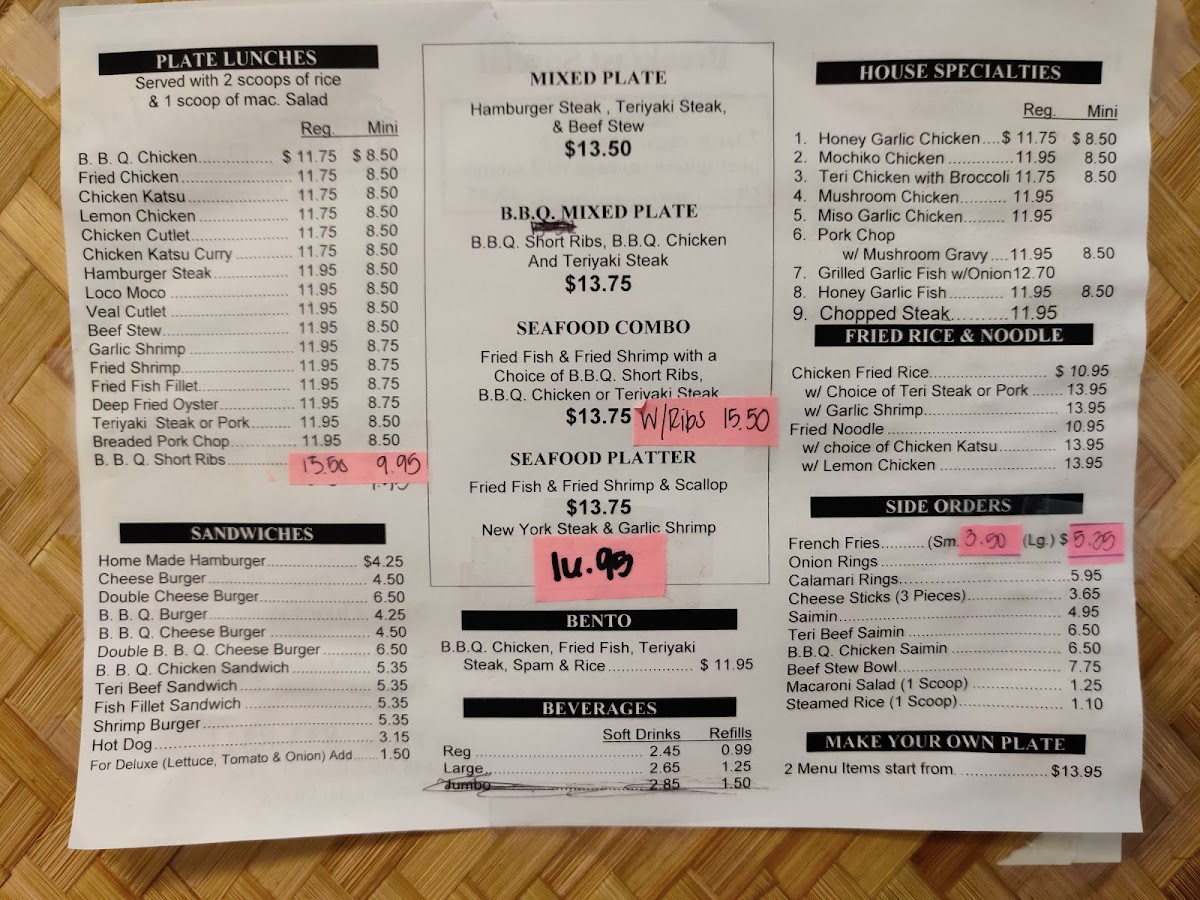 PLATE LUNCHES
Served with 2 scoops of rice
& 1 scoop of mac. Salad
Reg. Mini
B. B. Q. Chicken................ $ 11.75 $ 8.50
Fried Chicken........................ 11.75 8.50
Chicken Katsu ...................... 11.75 8.50
Lemon Chicken .................... 11.75 8.50
Chicken Cutlet....................... 11.75 8.50
Chicken Katsu Curry ............. 11.75 8.50
Hamburger Steak.................. 11.95 8.50
Loco Moco ........................... 11.95 8.50
Veal Cutlet ........................... 11.95 8.50
Beef Stew............................. 11.95 8.50
Garlic Shrimp ....................... 11.95 8.75
Fried Shrimp......................... 11.95 8.75
Fried Fish Fillet..................... 11.95 8.75
Deep Fried Oyster................. 11.95 8.75
Teriyaki Steak or Pork........... 11.95 8.50
Breaded Pork Chop............... 11.95 8.50
B. B. Q. Short Ribs............... 15.50 9.95
SANDWICHES
Home Made Hamburger.................... $4.25
Cheese Burger.................................. 4.50
Double Cheese Burger....................... 6.50
B. B. Q. Burger ................................ 4.25
B. B. Q. Cheese Burger ..................... 4.50
Double B. B. Q. Cheese Burger .......... 6.50
B. B. Q. Chicken Sandwich ................ 5.35
Teri Beef Sandwich ........................... 5.35
Fish Fillet Sandwich .......................... 5.35
Shrimp Burger .................................. 5.35
Hot Dog............................................ 3.15
For Deluxe (Lettuce, Tomato & Onion) Add...... 1.50
MIXED PLATE
Hamburger Steak , Teriyaki Steak,
& Beef Stew
$13.50
B.B.Q. MIXED PLATE
B.B.Q. Short Ribs, B.B.Q. Chicken
And Teriyaki Steak
$13.75
SEAFOOD COMBO
Fried Fish & Fried Shrimp with a
Choice of B.B.Q. Short Ribs,
B.B.Q. Chicken or Teriyaki Steak
$13.75 W/Ribs 15.50
SEAFOOD PLATTER
Fried Fish & Fried Shrimp & Scallop
$13.75
New York Steak & Garlic Shrimp
14.95
BENTO
B.B.Q. Chicken, Fried Fish, Teriyaki
Steak, Spam & Rice.................. $ 11.95
BEVERAGES
Soft Drinks Refills
Reg ................................ 2.45 0.99
Large.............................. 2.65 1.25
Jumbo ............................ 2.85 1.50
HOUSE SPECIALTIES
Reg. Mini
1. Honey Garlic Chicken....$ 11.75 $ 8.50
2. Mochiko Chicken ............. 11.95 8.50
3. Teri Chicken with Broccoli 11.75 8.50
4. Mushroom Chicken.......... 11.95
5. Miso Garlic Chicken......... 11.95
6. Pork Chop
w/ Mushroom Gravy.... 11.95 8.50
7. Grilled Garlic Fish w/Onion12.70
8. Honey Garlic Fish............ 11.95 8.50
9. Chopped Steak.............. 11.95
FRIED RICE & NOODLE
Chicken Fried Rice........................ $ 10.95
w/ Choice of Teri Steak or Pork ....... 13.95
w/ Garlic Shrimp............................ 13.95
Fried Noodle ................................. 10.95
w/ choice of Chicken Katsu............. 13.95
w/ Lemon Chicken ......................... 13.95
SIDE ORDERS
French Fries.......... (Sm. 3.50 (Lg.) $ 5.35
Onion Rings ........................................
Calamari Rings.................................... 5.95
Cheese Sticks (3 Pieces)..................... 3.65
Saimin................................................ 4.95
Teri Beef Saimin ................................. 6.50
B.B.Q. Chicken Saimin ........................ 6.50
Beef Stew Bowl................................... 7.75
Macaroni Salad (1 Scoop) ................... 1.25
Steamed Rice (1 Scoop)...................... 1.10
MAKE YOUR OWN PLATE
2 Menu Items start from ................. $13.95